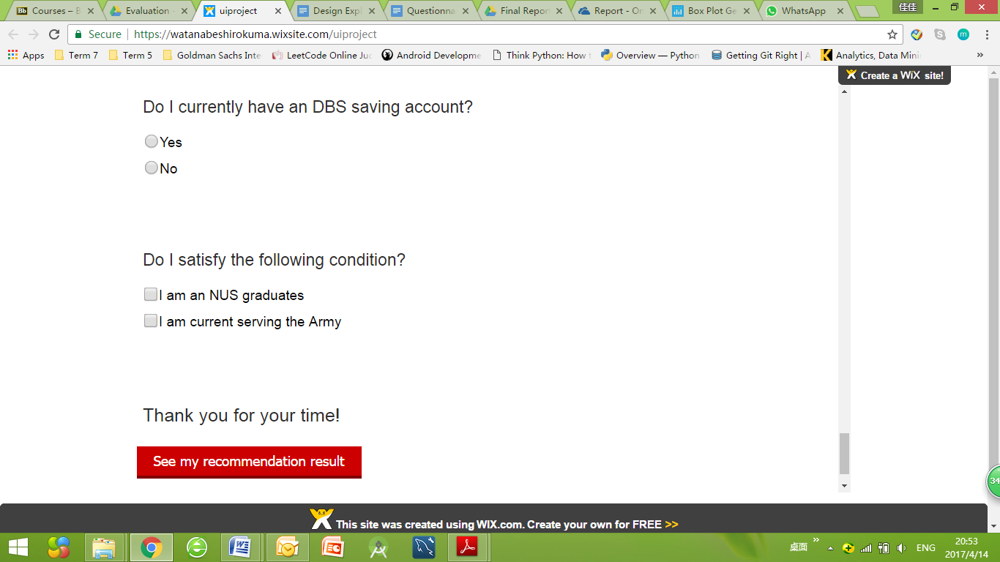 Courses – B
Evaluation -
uiproject
Design Expl
Questionna
Final Report
Report - On
Box Plot Ge
WhatsApp
佳佳
Secure
https://watanabeshirokuma.wixsite.com/uiproject
Apps
Term 7
Term 5
Goldman Sachs Inte
LeetCode Online Juc
Android Developme
Think Python: How t
Overview — Python
Getting Git Right | A
Analytics, Data Mini
»
Create a WiX site!
Do I currently have an DBS saving account?
Yes
No
Do I satisfy the following condition?
I am an NUS graduates
I am current serving the Army
Thank you for your time!
See my recommendation result
34
This site was created using WIX.com. Create your own for FREE >>
桌面
»
ENG
20:53
2017/4/14